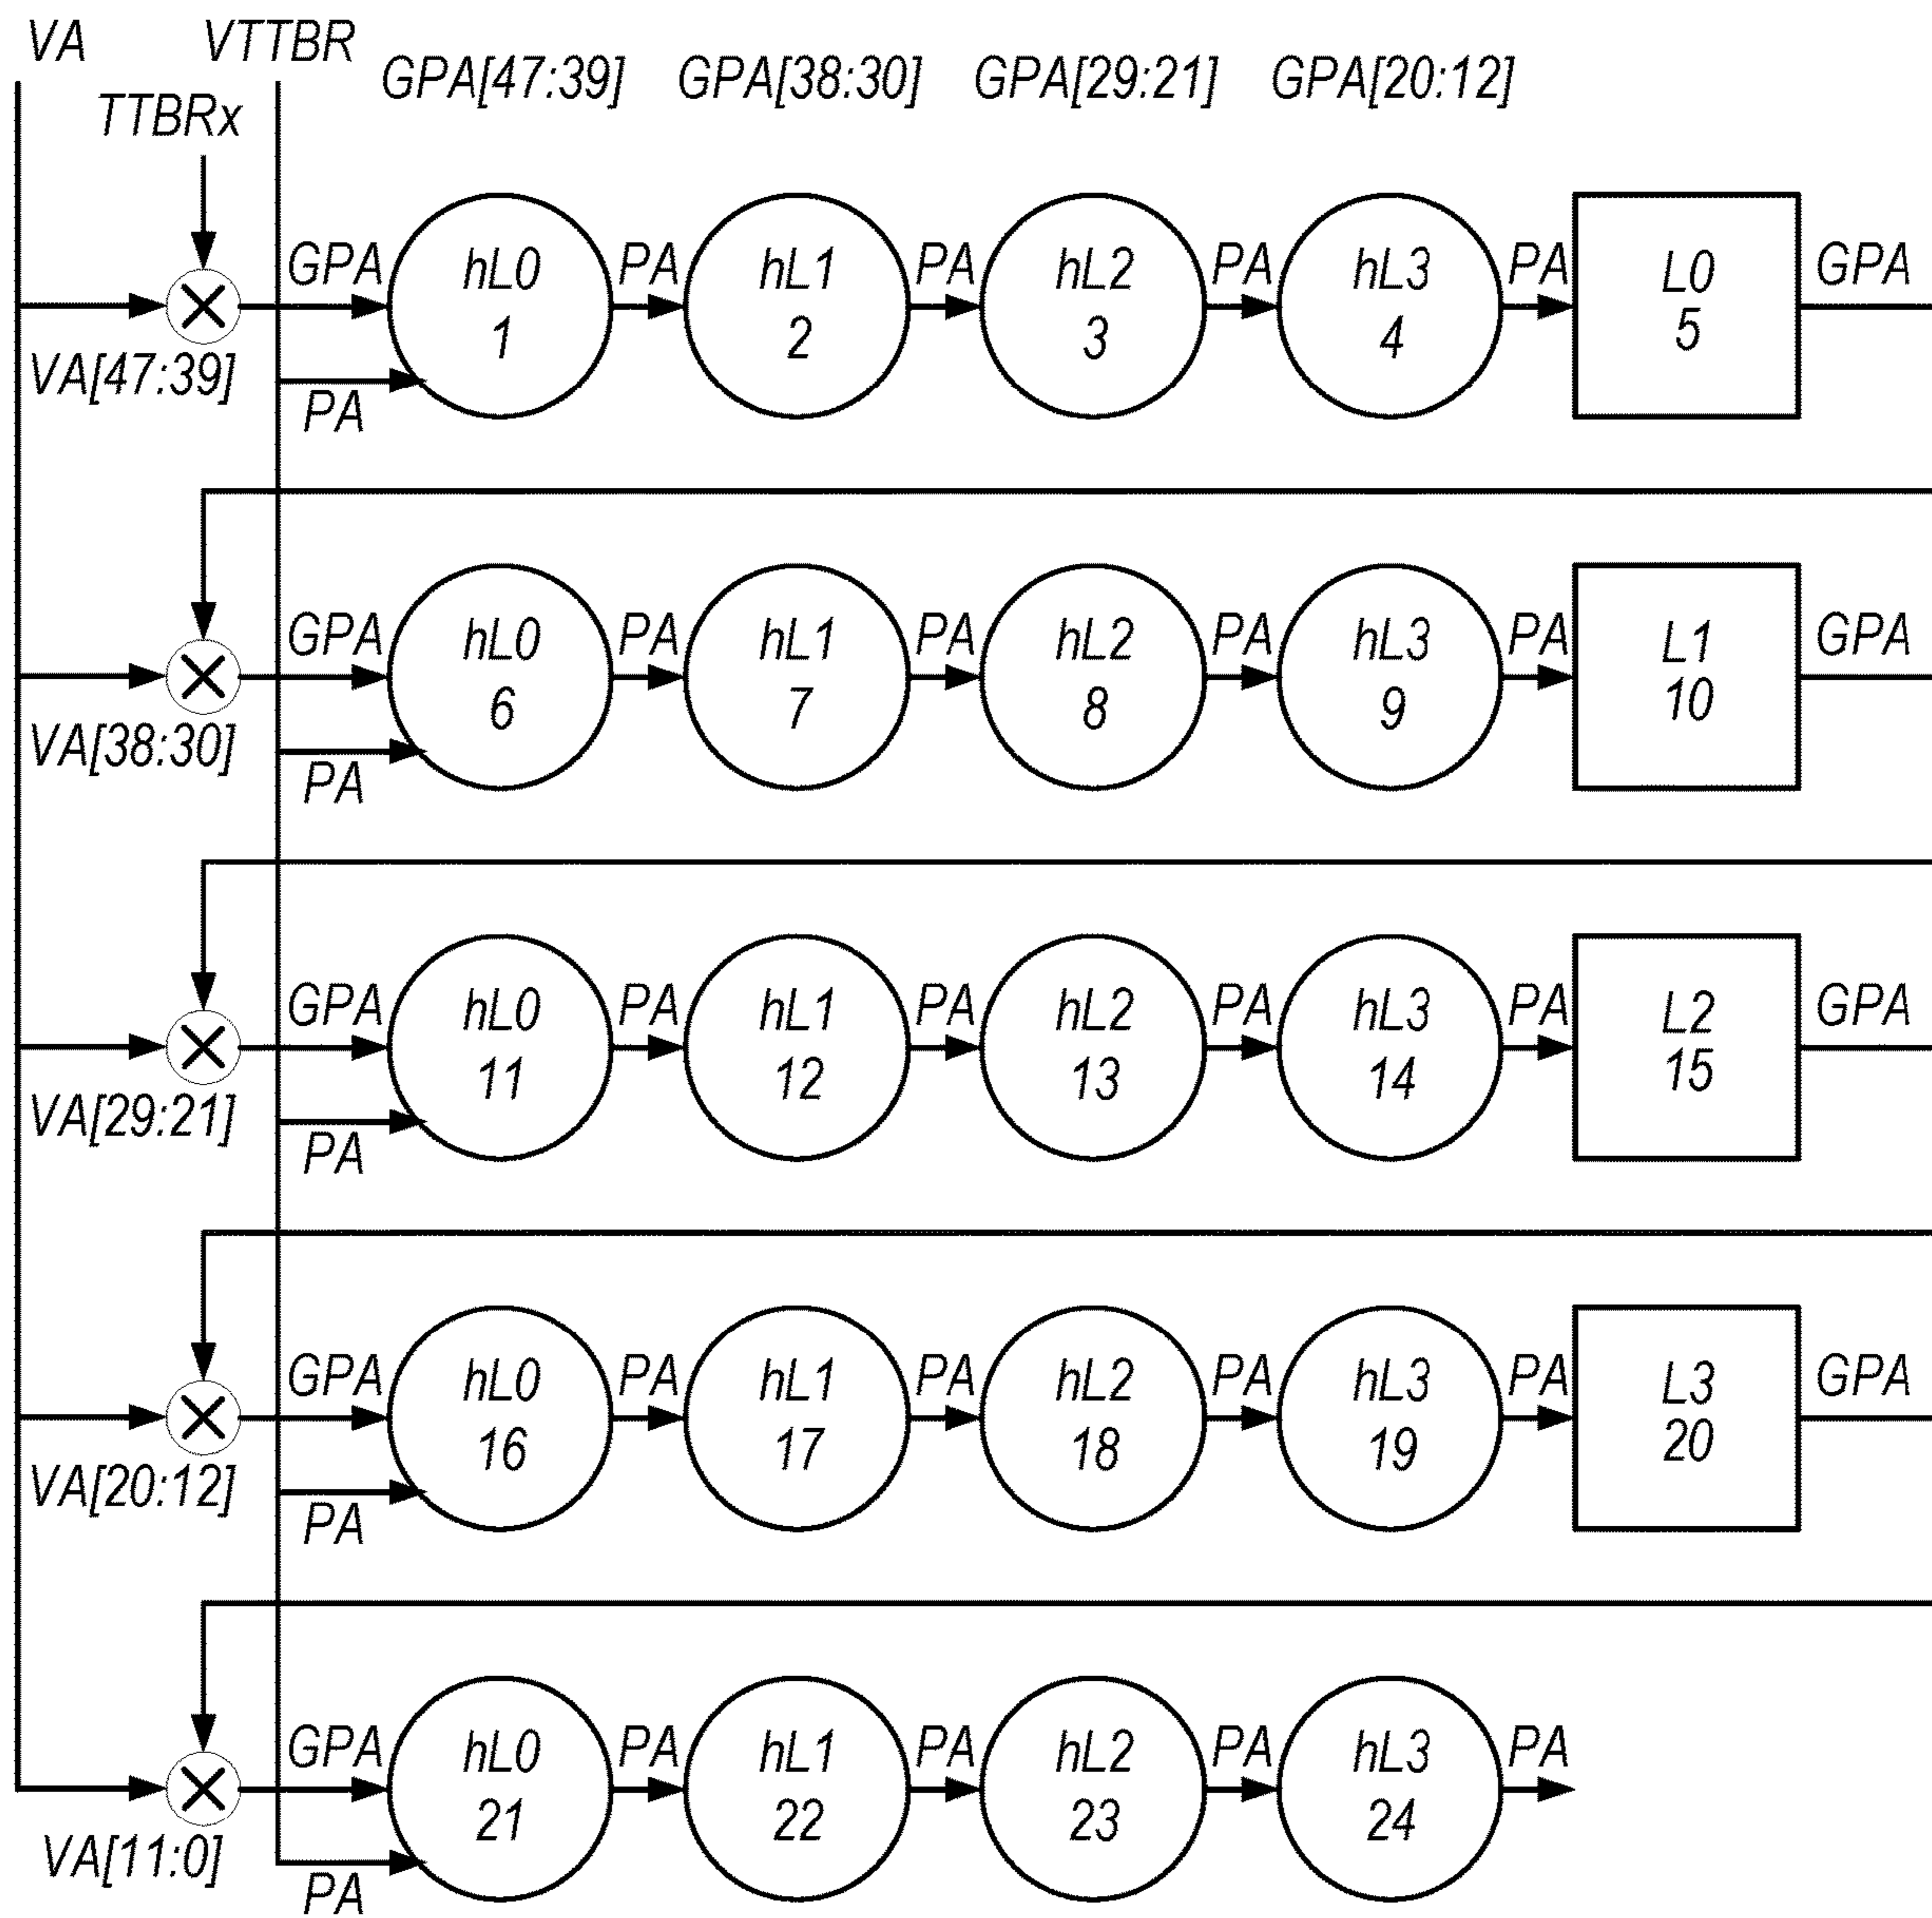 VA VTTBR
GPA[47:39] GPA[38:30] GPA[29:21] GPA[20:12]
TTBRx
GPA hL0 PA hL1 PA hL2 PA hL3 PA L0 GPA
1 2 3 4 5
VA[47:39]
PA
GPA hL0 PA hL1 PA hL2 PA hL3 PA L1 GPA
6 7 8 9 10
VA[38:30]
PA
GPA hL0 PA hL1 PA hL2 PA hL3 PA L2 GPA
11 12 13 14 15
VA[29:21]
PA
GPA hL0 PA hL1 PA hL2 PA hL3 PA L3 GPA
16 17 18 19 20
VA[20:12]
PA
GPA hL0 PA hL1 PA hL2 PA hL3 PA
21 22 23 24
VA[11:0]
PA